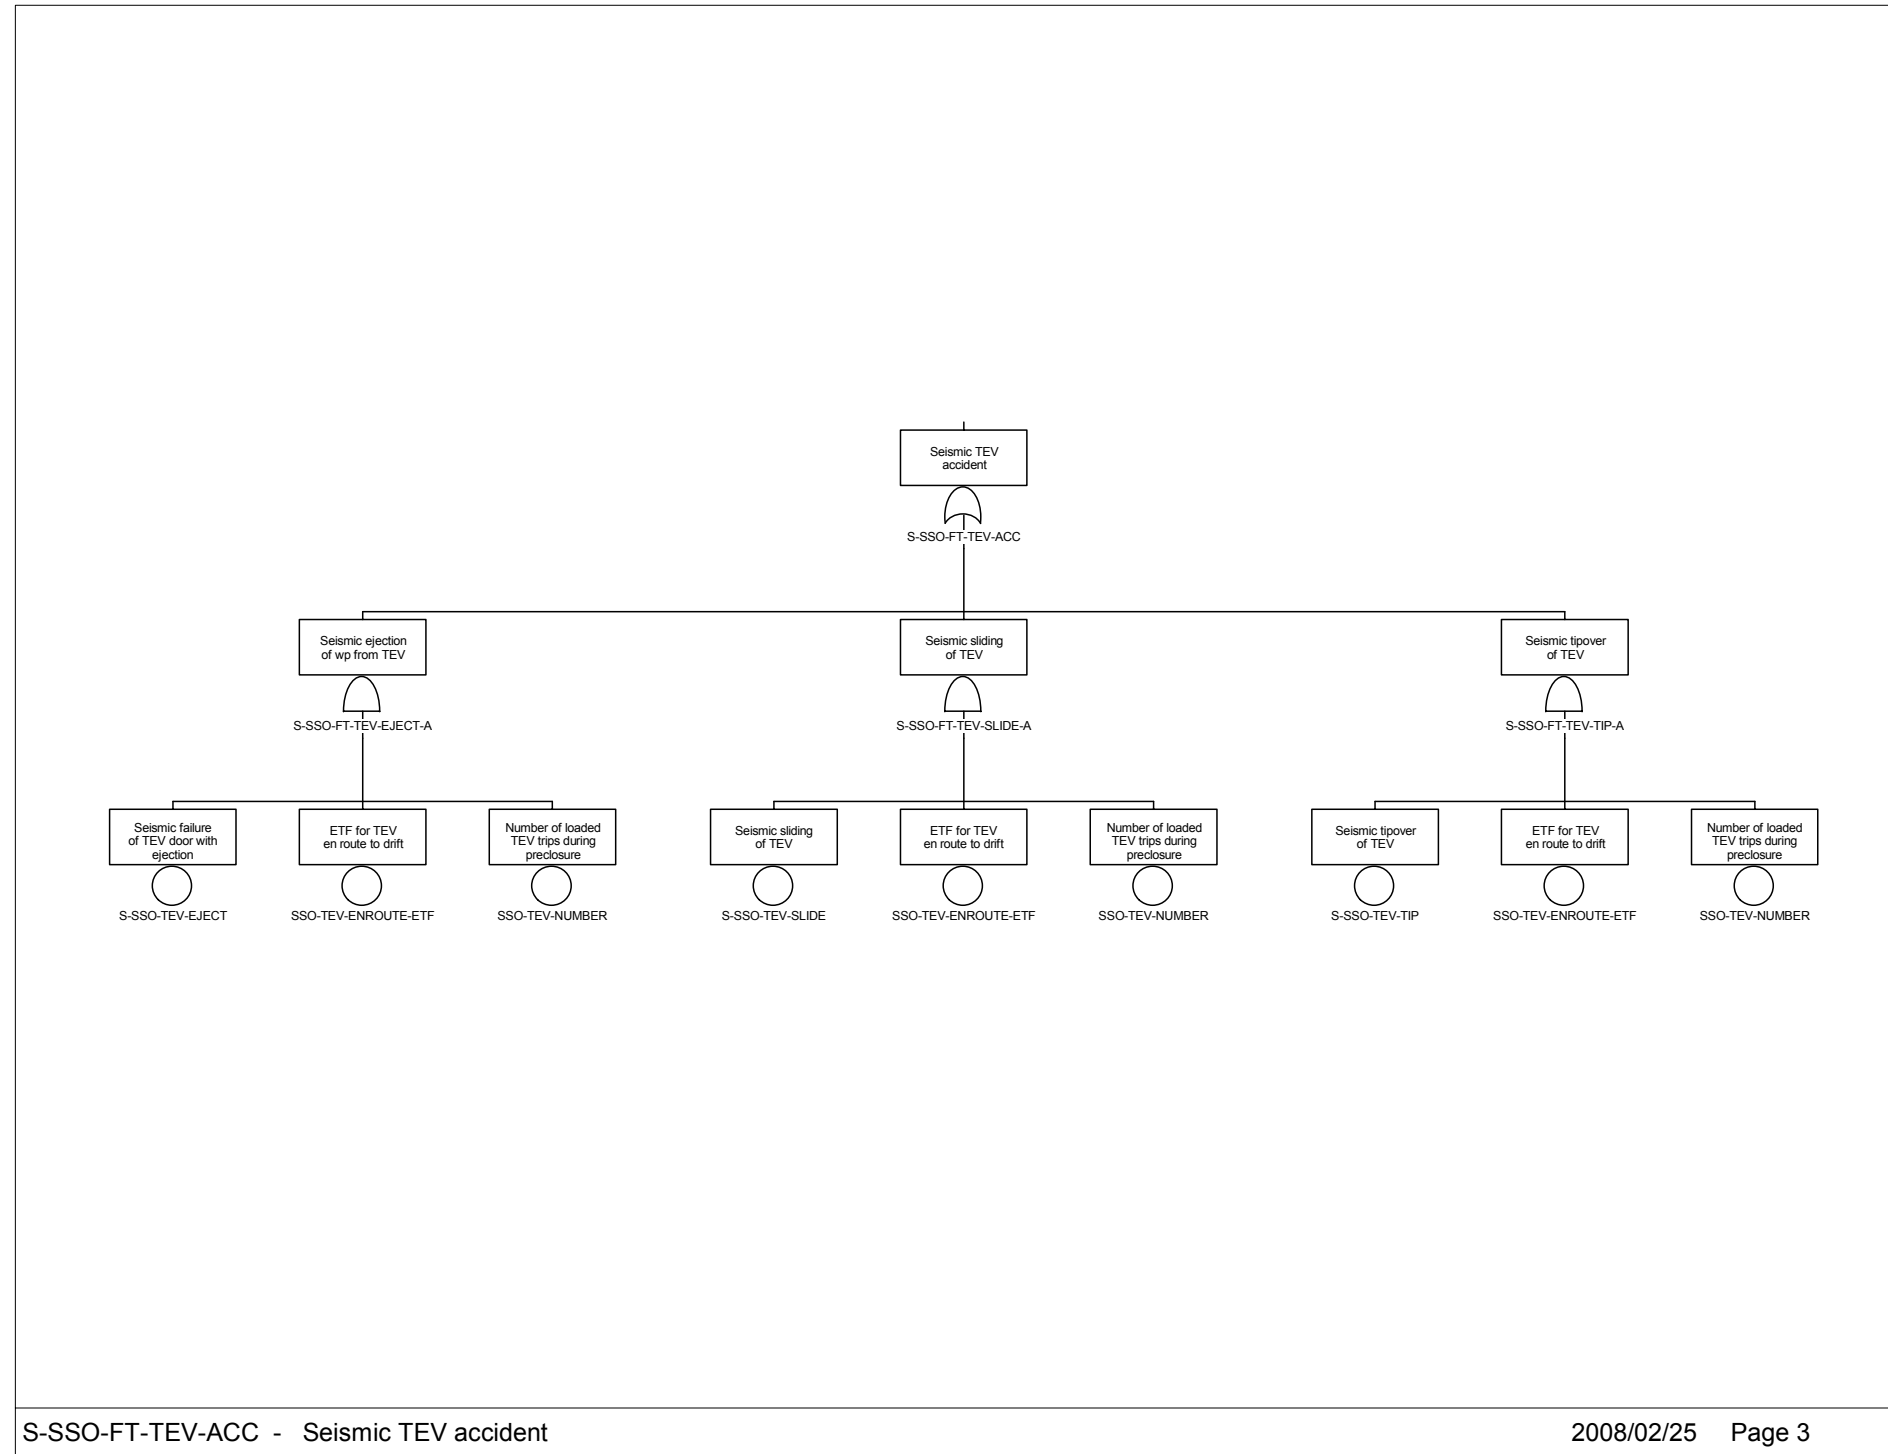 Seismic TEV
accident
S-SSO-FT-TEV-ACC
Seismic ejection
of wp from TEV
S-SSO-FT-TEV-EJECT-A
Seismic sliding
of TEV
S-SSO-FT-TEV-SLIDE-A
Seismic tipover
of TEV
S-SSO-FT-TEV-TIP-A
Seismic failure
of TEV door with
ejection
S-SSO-TEV-EJECT
ETF for TEV
en route to drift
SSO-TEV-ENROUTE-ETF
Number of loaded
TEV trips during
preclosure
SSO-TEV-NUMBER
Seismic sliding
of TEV
S-SSO-TEV-SLIDE
ETF for TEV
en route to drift
SSO-TEV-ENROUTE-ETF
Number of loaded
TEV trips during
preclosure
SSO-TEV-NUMBER
Seismic tipover
of TEV
S-SSO-TEV-TIP
ETF for TEV
en route to drift
SSO-TEV-ENROUTE-ETF
Number of loaded
TEV trips during
preclosure
SSO-TEV-NUMBER
S-SSO-FT-TEV-ACC - Seismic TEV accident 2008/02/25 Page 3